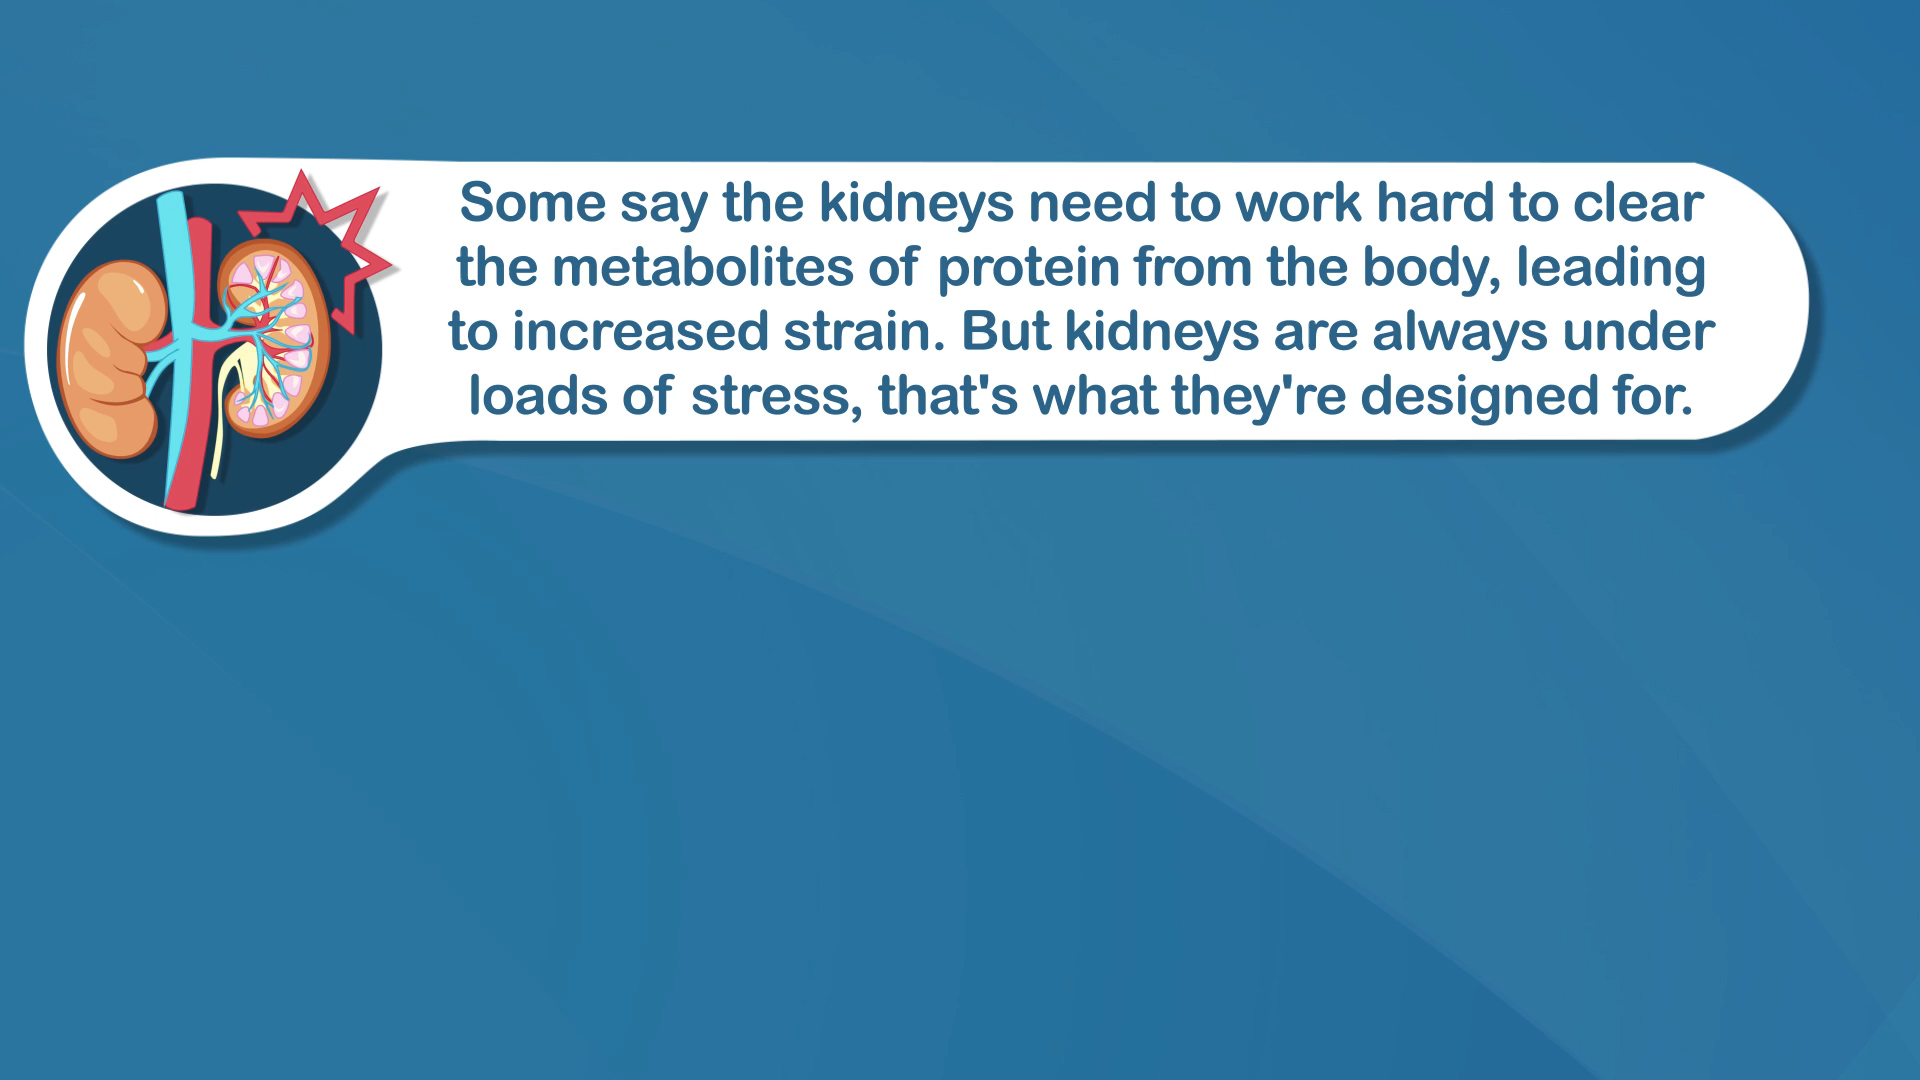 Some say the kidneys need to work hard to clear
the metabolites of protein from the body, leading
to increased strain. But kidneys are always under
loads of stress, that's what they're designed for.